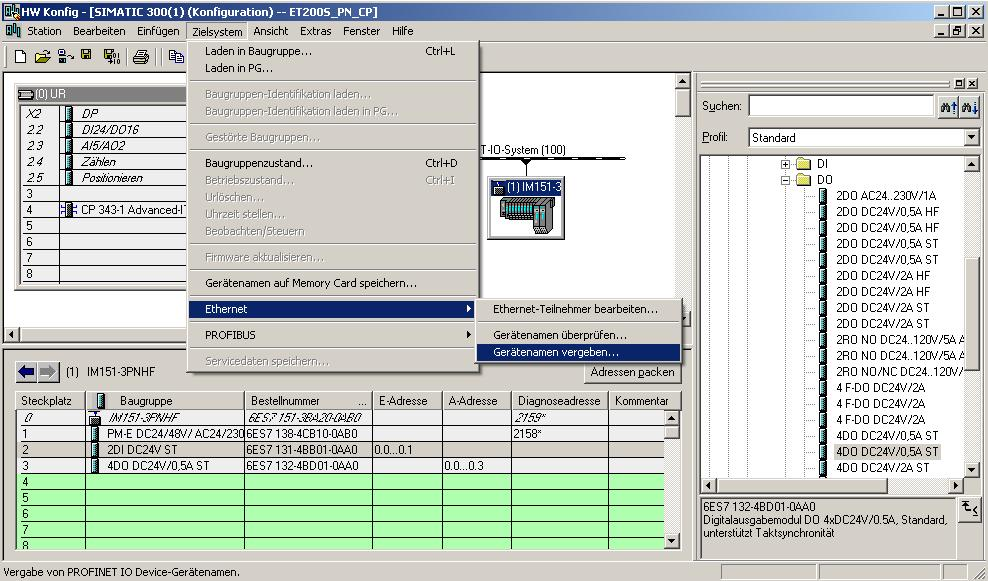 HW Konfig - [SIMATIC 300(1) (Konfiguration) -- ET200S_PN_CP]
Station Bearbeiten Einfügen Zielsystem Ansicht Extras Fenster Hilfe
Laden in Baugruppe... Ctrl+L
Laden in PG...
Baugruppen-Identifikation laden...
Baugruppen-Identifikation laden in PG...
Gestörte Baugruppen...
Baugruppenzustand... Ctrl+D
Betriebszustand... Ctrl+I
Urlöschen...
Uhrzeit stellen...
Beobachten/Steuern
Firmware aktualisieren...
Gerätenamen auf Memory Card speichern...
Ethernet
PROFIBUS
Servicedaten speichern...
Ethernet-Teilnehmer bearbeiten...
Gerätenamen überprüfen...
Gerätenamen vergeben...
(0) UR
X2 DP
2.2 DI24/DO16
2.3 AI5/AO2
2.4 Zählen
2.5 Positionieren
3
4 CP 343-1 Advanced-IT
5
6
7
8
T-IO-System (100)
(1) IM151-3
Suchen:
Profil: Standard
DI
DO
2DO AC24..230V/1A
2DO DC24V/0,5A HF
2DO DC24V/0,5A HF
2DO DC24V/0,5A ST
2DO DC24V/0,5A ST
2DO DC24V/2A HF
2DO DC24V/2A HF
2DO DC24V/2A ST
2DO DC24V/2A ST
2RO NO DC24..120V/5A A
2RO NO DC24..120V/5A A
2RO NO/NC DC24..120V/
4 F-DO DC24V/2A
4 F-DO DC24V/2A
4 F-DO DC24V/2A
4DO DC24V/0,5A ST
4DO DC24V/0,5A ST
4DO DC24V/2A ST
6ES7 132-4BD01-0AA0
Digitalausgabemodul DO 4xDC24V/0.5A, Standard,
unterstützt Taktsynchronität
(1) IM151-3PNHF
Adressen packen
Steckplatz Baugruppe Bestellnummer ... E-Adresse A-Adresse Diagnoseadresse Kommentar
0 IM151-3PNHF 6ES7 151-3BA20-0AB0 2159*
1 PM-E DC24/48V/ AC24/230 6ES7 138-4CB10-0AB0 2158*
2 2DI DC24V ST 6ES7 131-4BB01-0AA0 0.0...0.1
3 4DO DC24V/0,5A ST 6ES7 132-4BD01-0AA0 0.0...0.3
4
5
6
7
8
Vergabe von PROFINET IO Device-Gerätenamen.